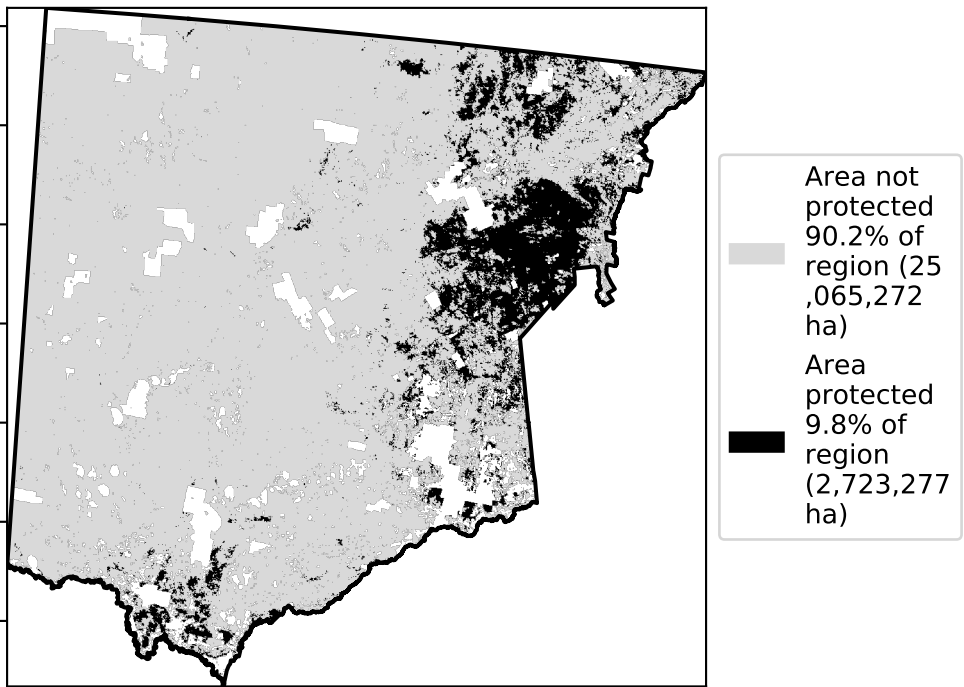 Area not
protected
90.2% of
region (25
,065,272
ha)
Area
protected
9.8% of
region
(2,723,277
ha)